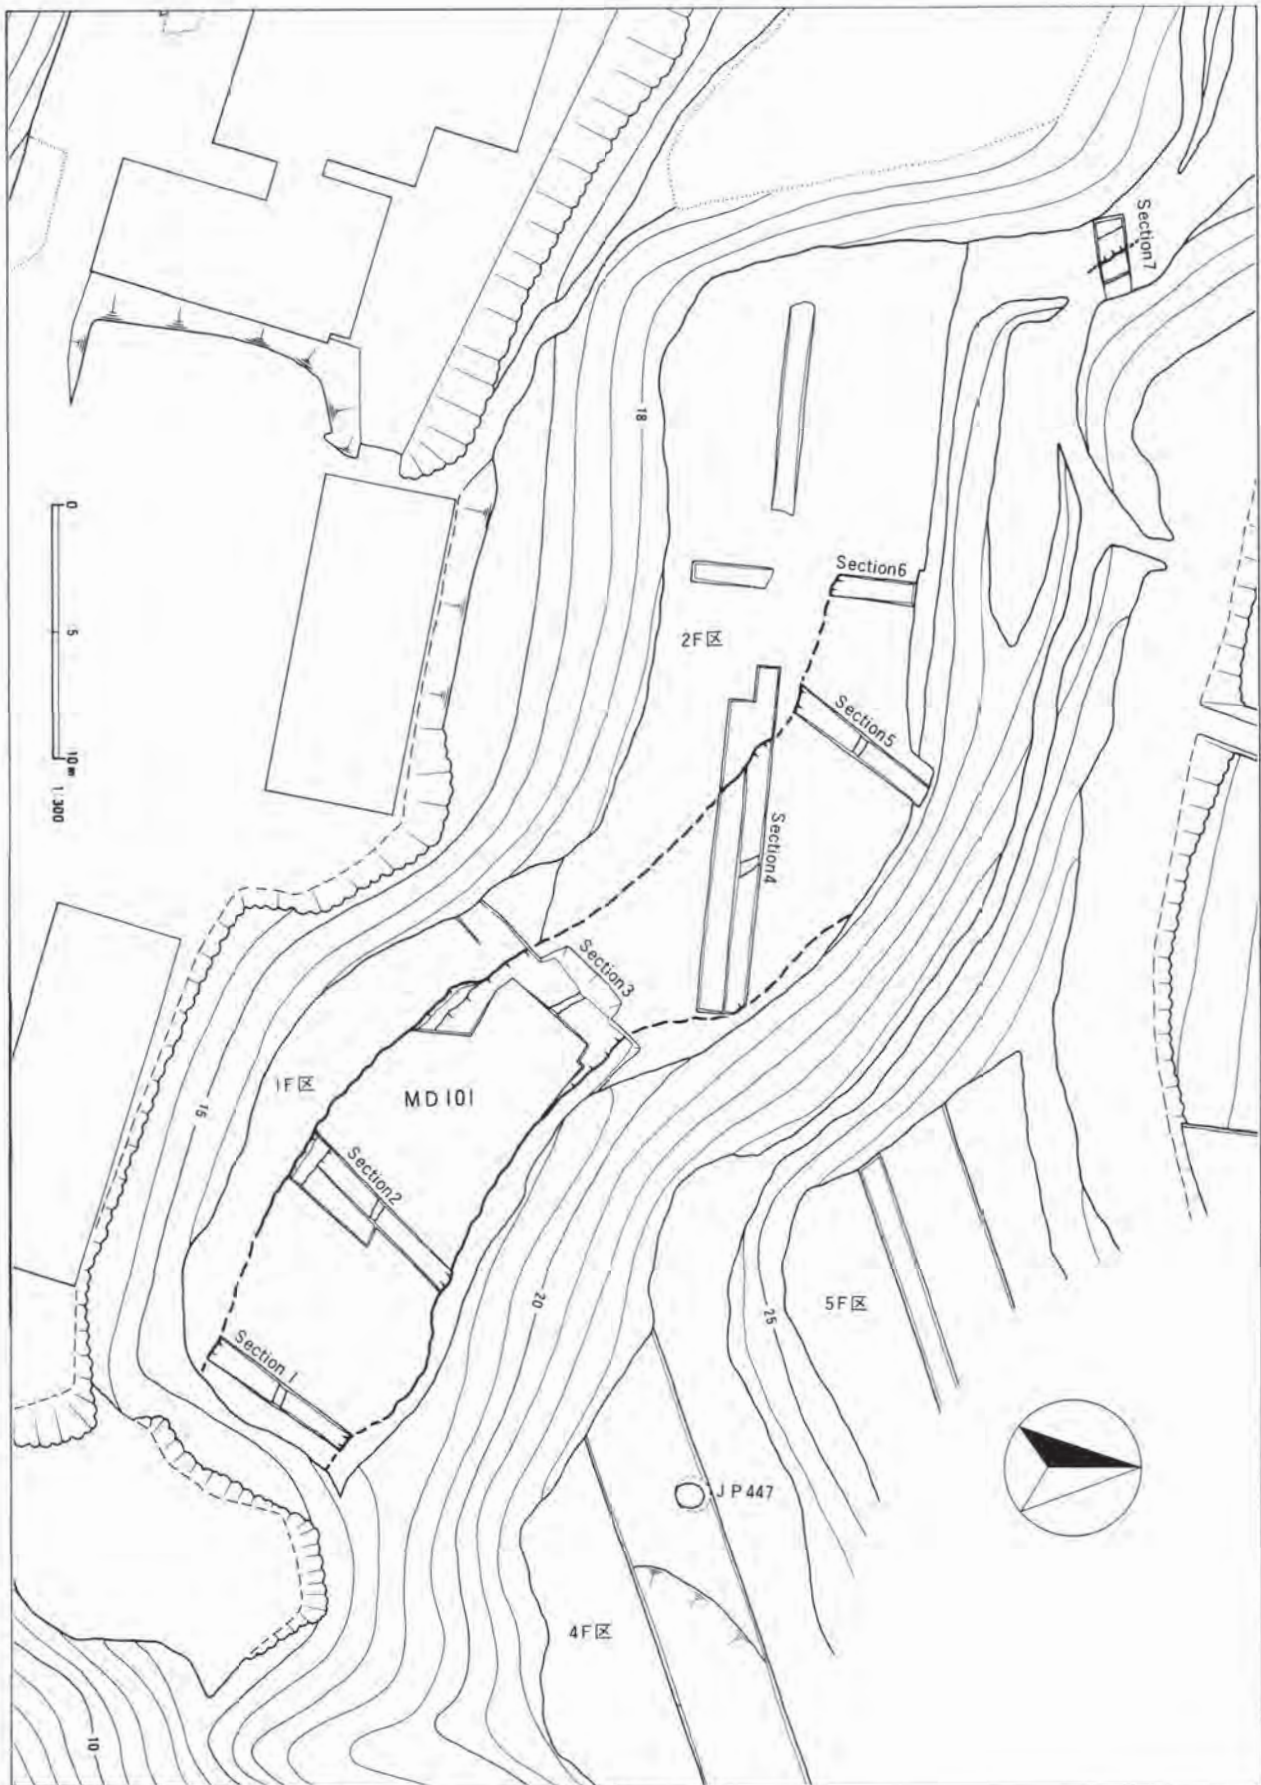 Section7
18
Section6
2F区
Section5
0
5
10m
1:300
Section4
Section3
1F区
MD101
15
Section2
20
5F区
25
Section 1
JP447
4F区
10